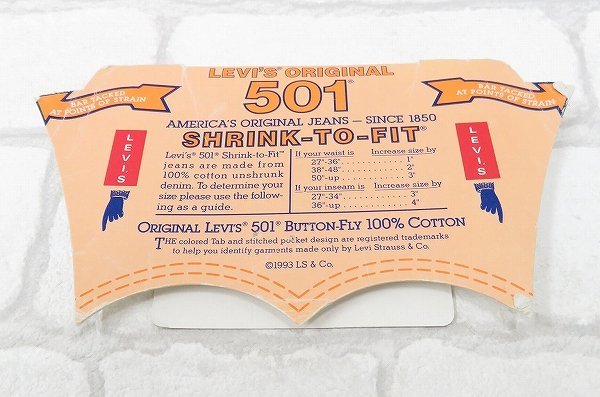 LEVI'S ORIGINAL
501®
BAR TACKED
AT POINTS OF STRAIN
BAR TACKED
AT POINTS OF STRAIN
AMERICA'S ORIGINAL JEANS — SINCE 1850
SHRINK-TO-FIT®
LEVI'S
LEVI'S
Levi's® 501® Shrink-to-Fit™
jeans are made from
100% cotton unshrunk
denim. To determine your
size please use the follow-
ing as a guide.
If your waist is Increase size by
27"-36" . . . . . . . . . . . . 1"
38"-48" . . . . . . . . . . . . 2"
50"-up . . . . . . . . . . . . 3"
If your inseam is Increase size by
27"-34" . . . . . . . . . . . . 3"
36"-up . . . . . . . . . . . . 4"
ORIGINAL LEVI'S® 501® BUTTON-FLY 100% COTTON
THE colored Tab and stitched pocket design are registered trademarks
to help you identify garments made only by Levi Strauss & Co.
©1993 LS & Co.